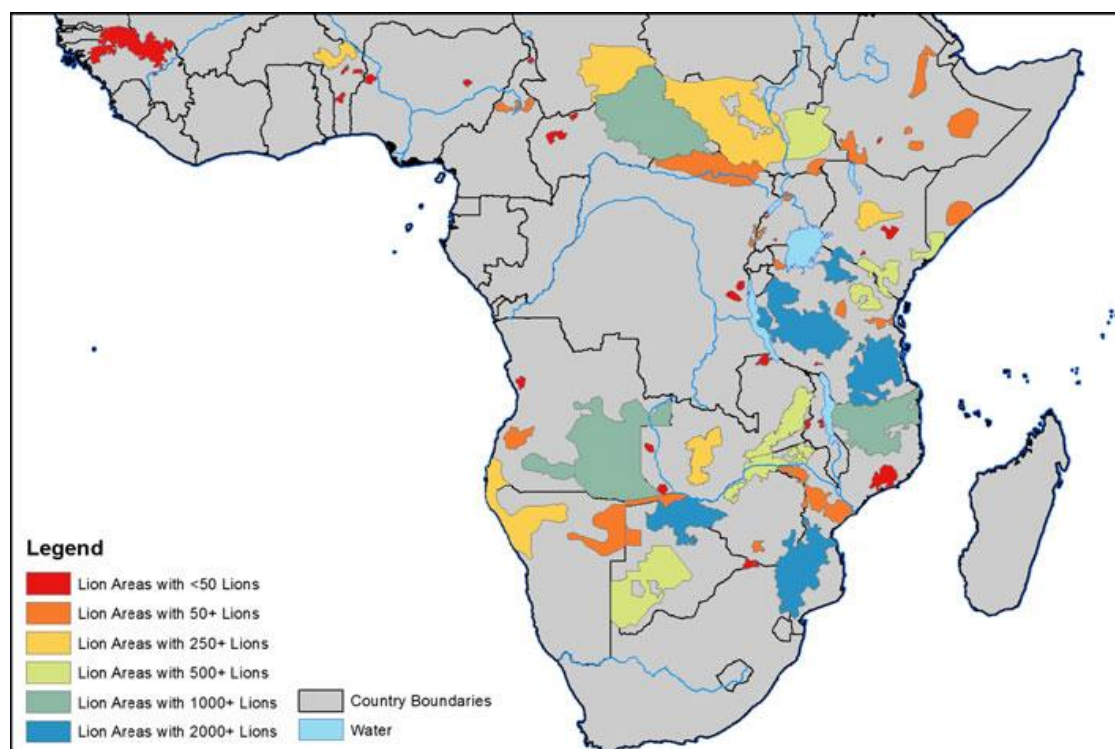 Legend
Lion Areas with <50 Lions
Lion Areas with 50+ Lions
Lion Areas with 250+ Lions
Lion Areas with 500+ Lions
Lion Areas with 1000+ Lions
Lion Areas with 2000+ Lions
Country Boundaries
Water